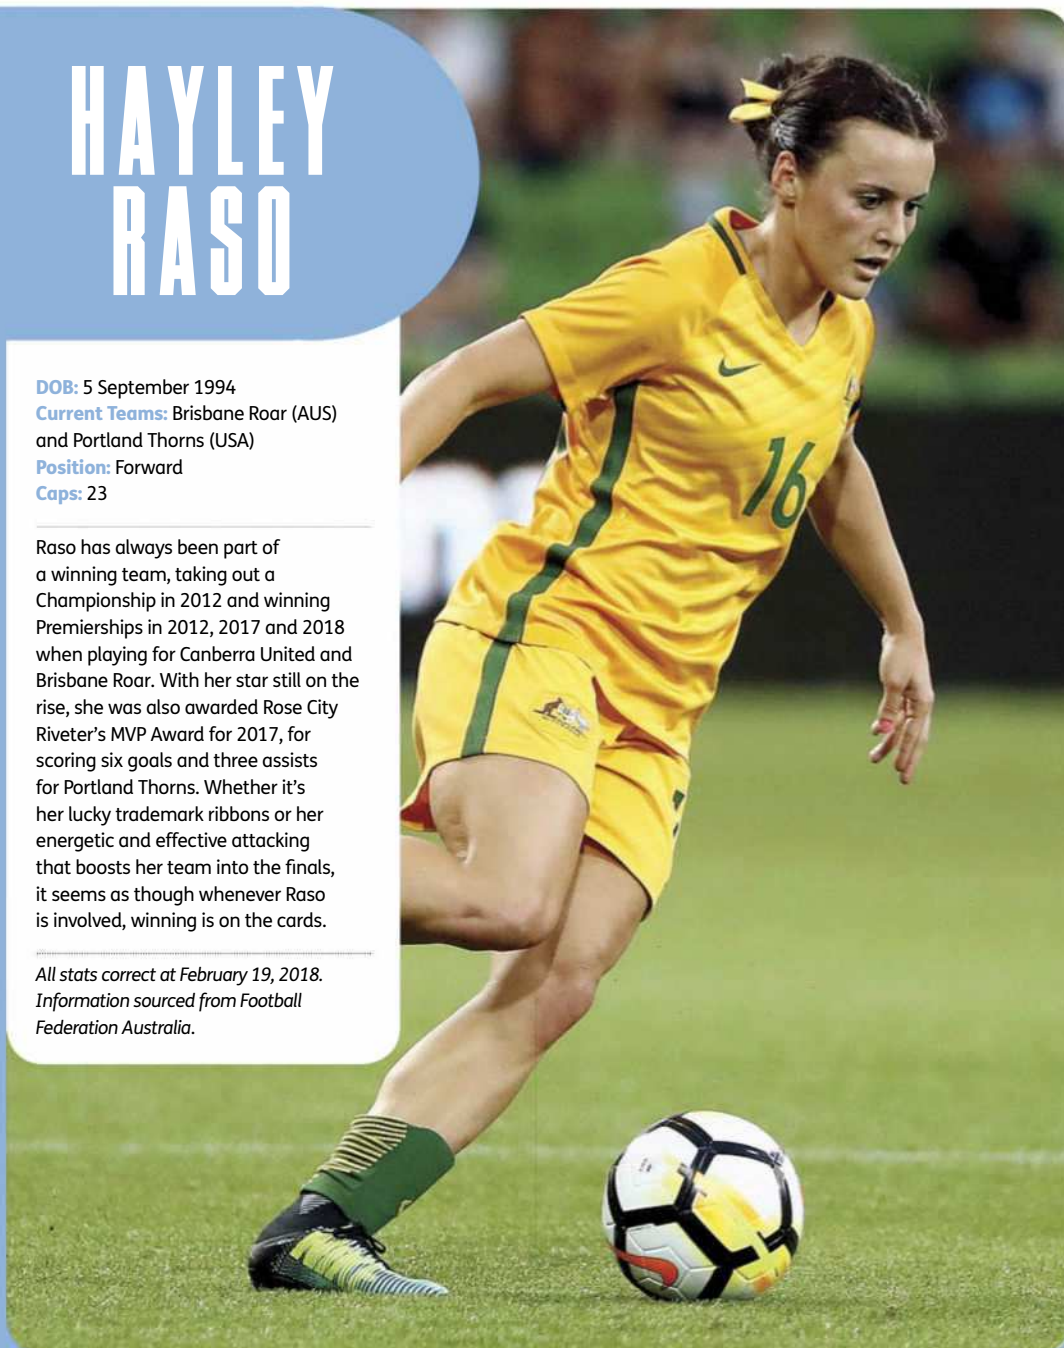 HAYLEY
RASO
DOB: 5 September 1994
Current Teams: Brisbane Roar (AUS)
and Portland Thorns (USA)
Position: Forward
Caps: 23
Raso has always been part of
a winning team, taking out a
Championship in 2012 and winning
Premierships in 2012, 2017 and 2018
when playing for Canberra United and
Brisbane Roar. With her star still on the
rise, she was also awarded Rose City
Riveter's MVP Award for 2017, for
scoring six goals and three assists
for Portland Thorns. Whether it's
her lucky trademark ribbons or her
energetic and effective attacking
that boosts her team into the finals,
it seems as though whenever Raso
is involved, winning is on the cards.
All stats correct at February 19, 2018.
Information sourced from Football
Federation Australia.
16